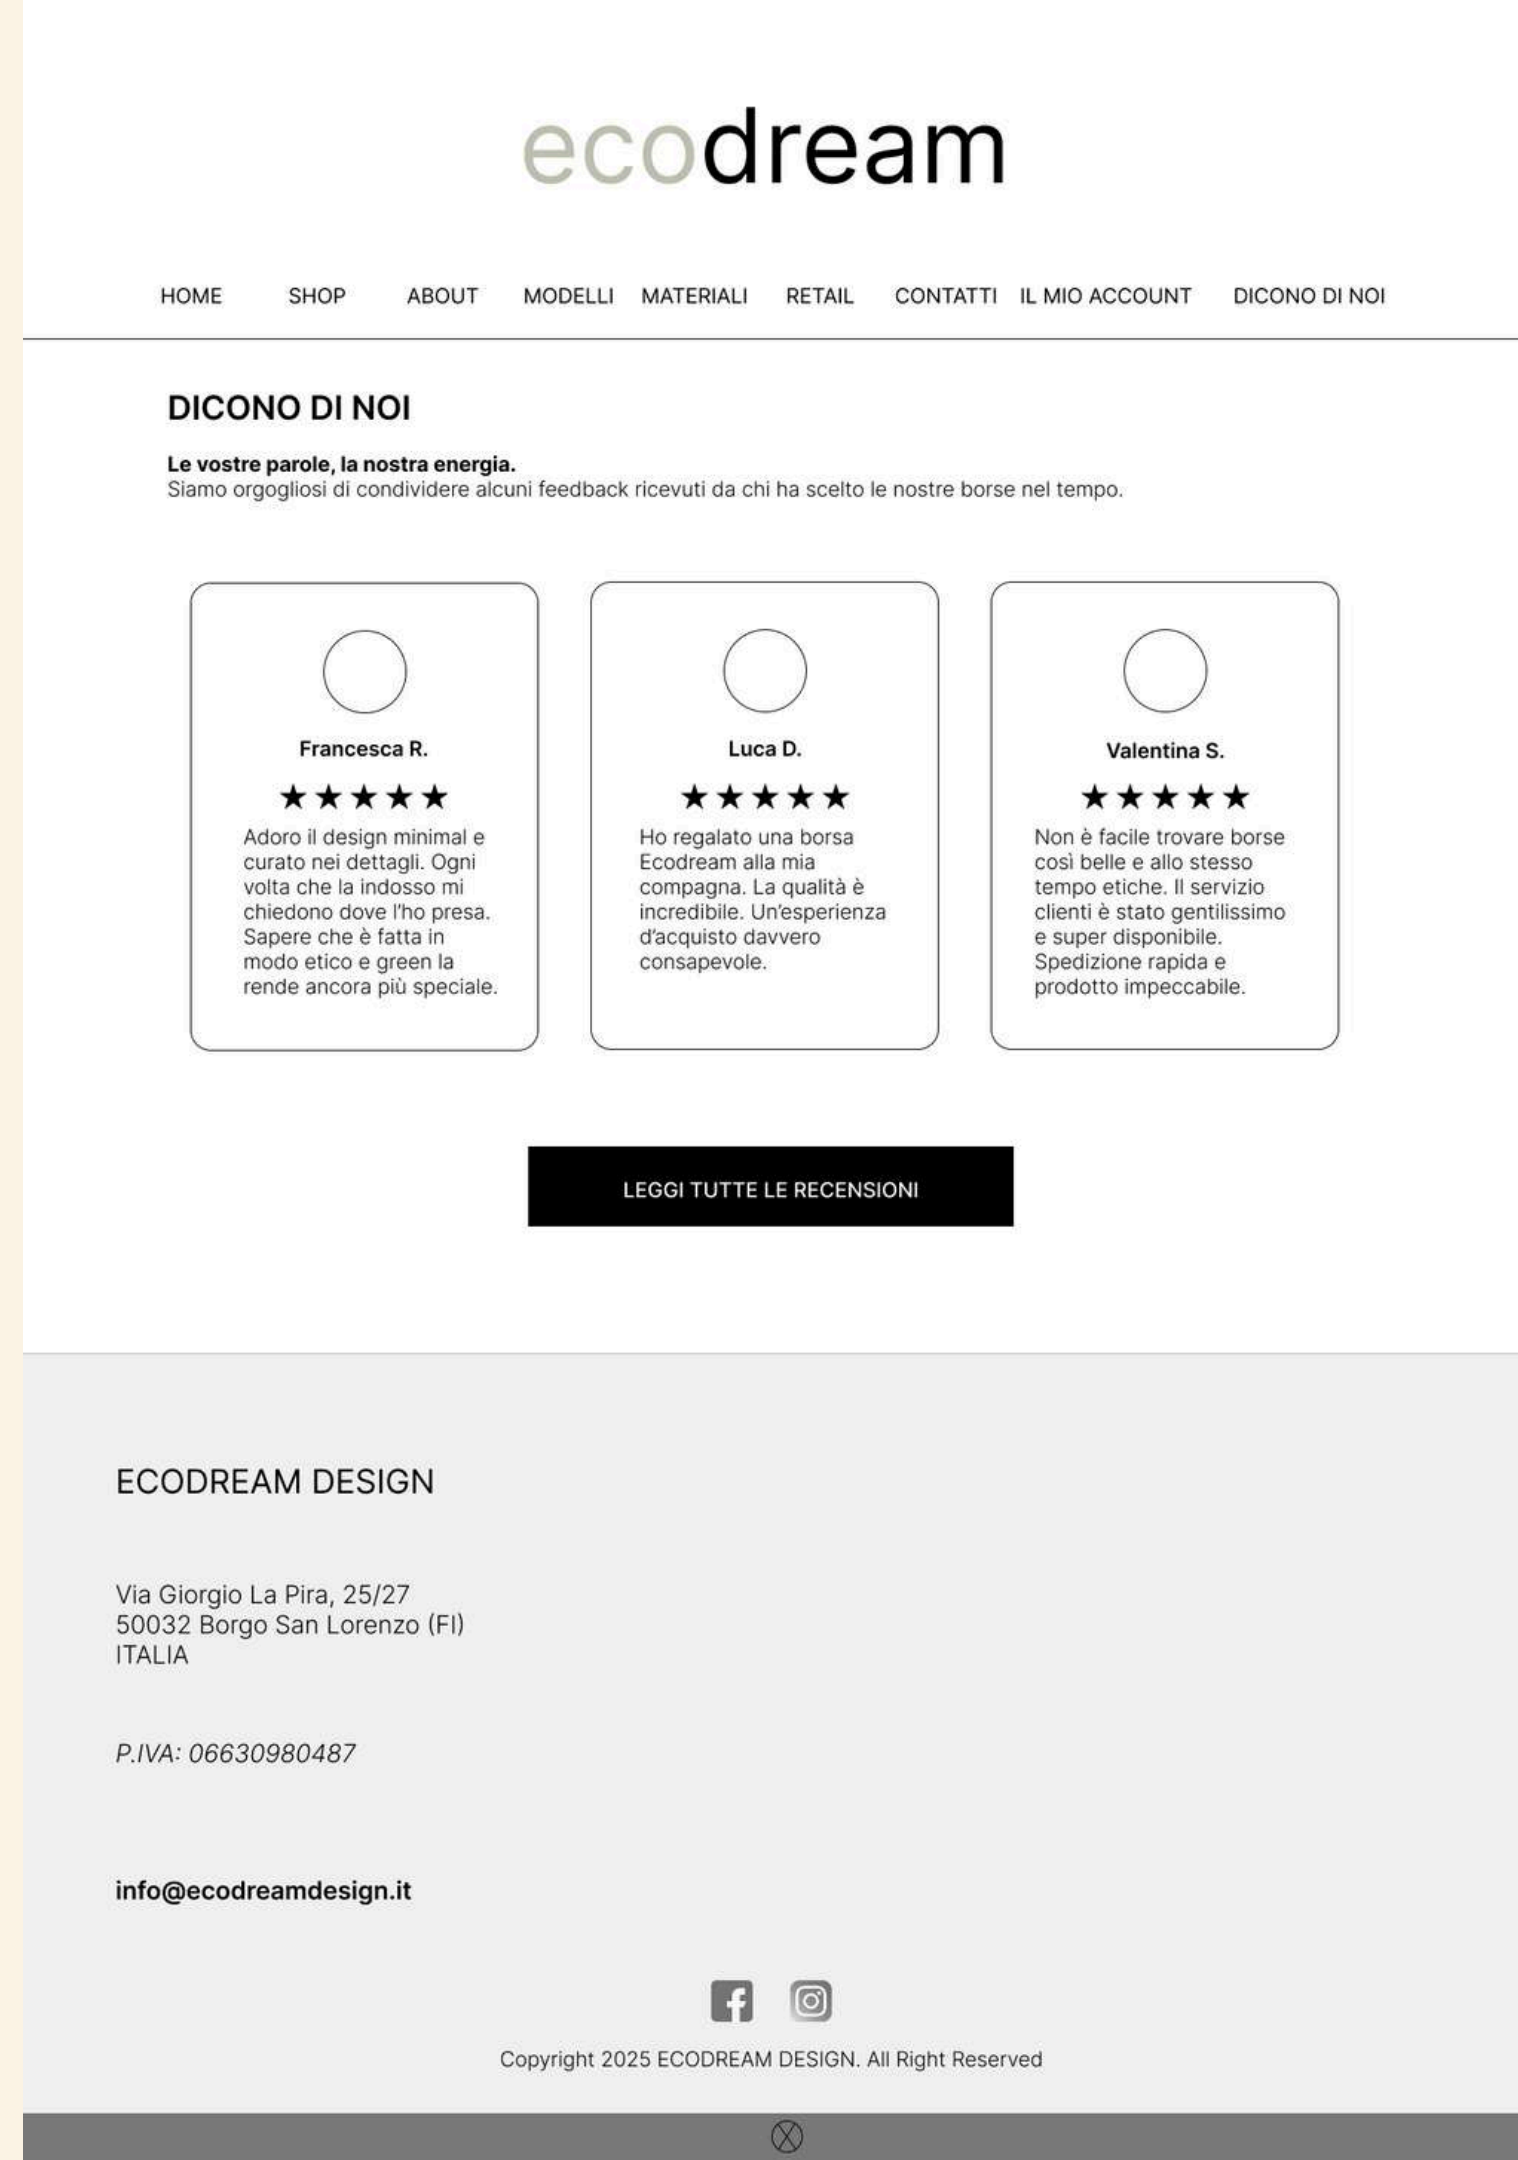 ecodream
HOME SHOP ABOUT MODELLI MATERIALI RETAIL CONTATTI IL MIO ACCOUNT DICONO DI NOI
DICONO DI NOI
Le vostre parole, la nostra energia.
Siamo orgogliosi di condividere alcuni feedback ricevuti da chi ha scelto le nostre borse nel tempo.
Francesca R.
★★★★★
Adoro il design minimal e
curato nei dettagli. Ogni
volta che la indosso mi
chiedono dove l'ho presa.
Sapere che è fatta in
modo etico e green la
rende ancora più speciale.
Luca D.
★★★★★
Ho regalato una borsa
Ecodream alla mia
compagna. La qualità è
incredibile. Un'esperienza
d'acquisto davvero
consapevole.
Valentina S.
★★★★★
Non è facile trovare borse
così belle e allo stesso
tempo etiche. Il servizio
clienti è stato gentilissimo
e super disponibile.
Spedizione rapida e
prodotto impeccabile.
LEGGI TUTTE LE RECENSIONI
ECODREAM DESIGN
Via Giorgio La Pira, 25/27
50032 Borgo San Lorenzo (FI)
ITALIA
P.IVA: 06630980487
info@ecodreamdesign.it
Copyright 2025 ECODREAM DESIGN. All Right Reserved
X